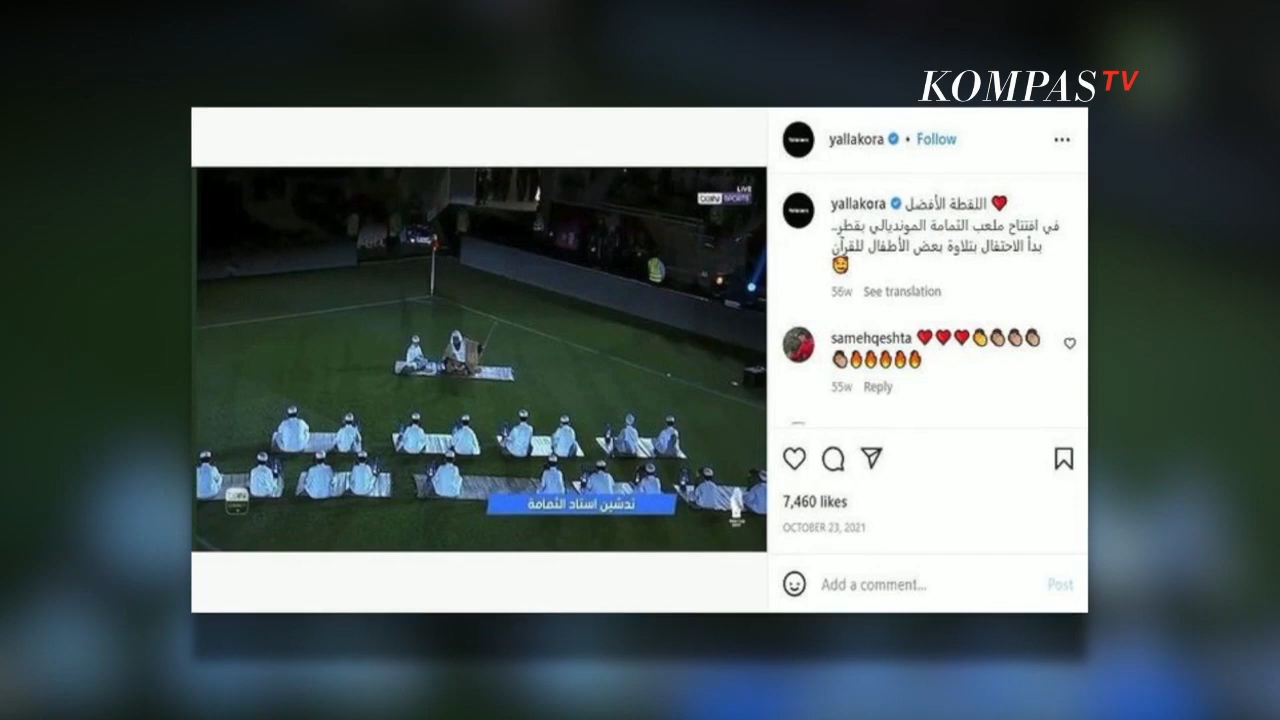 KOMPAS TV
LIVE
beIN SPORTS
تدشين استاد الثمامة
yallakora • Follow
yallakora اللقطة الأفضل ❤️
في افتتاح ملعب الثمامة المونديالي بقطر..
بدأ الاحتفال بتلاوة بعض الأطفال للقرآن
🥰
56w See translation
samehqeshta ❤️❤️❤️👏👏🏽👏🏽👏🏽
👏🏽🔥🔥🔥🔥🔥
55w Reply
7,460 likes
OCTOBER 23, 2021
Add a comment... Post